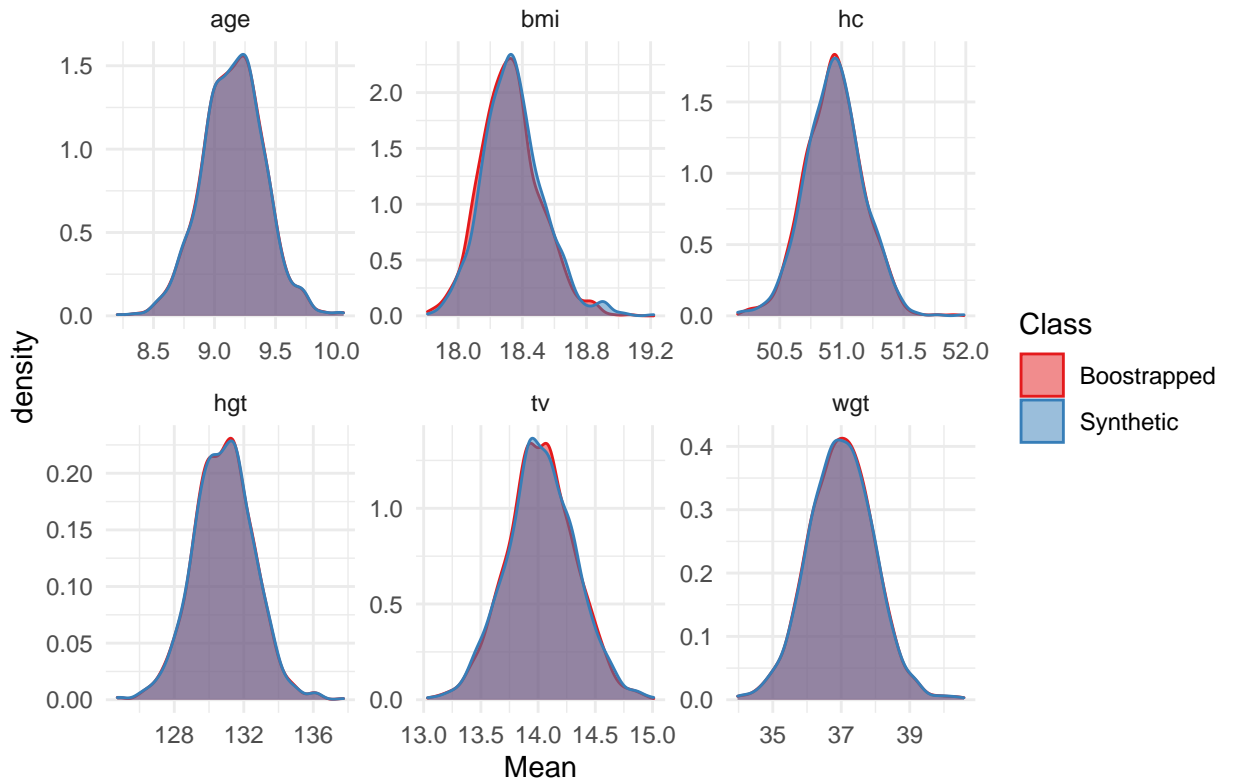 age bmi hc
1.5
1.0
0.5
0.0
8.5 9.0 9.5 10.0
2.0
1.5
1.0
0.5
0.0
18.0 18.4 18.8 19.2
1.5
1.0
0.5
0.0
50.5 51.0 51.5 52.0
density
hgt tv wgt
0.20
0.15
0.10
0.05
0.00
128 132 136
1.0
0.5
0.0
13.0 13.5 14.0 14.5 15.0
0.4
0.3
0.2
0.1
0.0
35 37 39
Mean
Class
Boostrapped
Synthetic